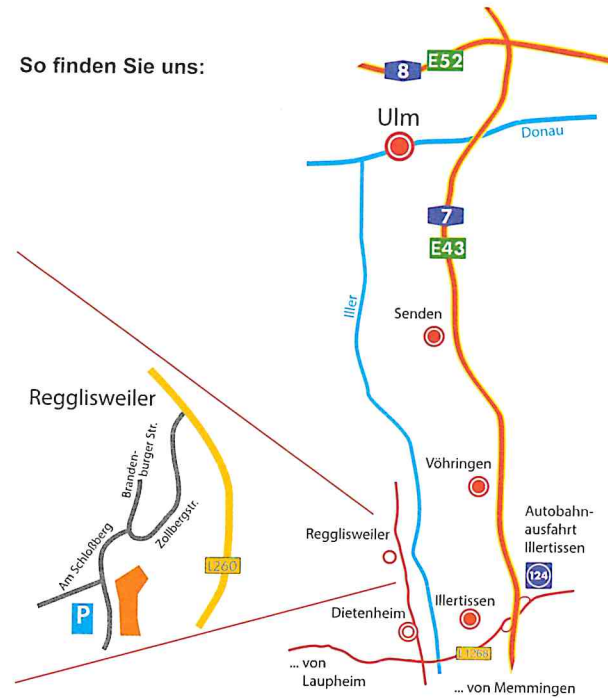 So finden Sie uns:
8
E52
Ulm
Donau
7
E43
Iller
Senden
Regglisweiler
Branden-
burger Str.
Zollbergstr.
Am Schloßberg
L260
P
Vöhringen
Autobahn-
ausfahrt
Illertissen
124
Regglisweiler
Dietenheim
Illertissen
L1268
... von
Laupheim
... von Memmingen